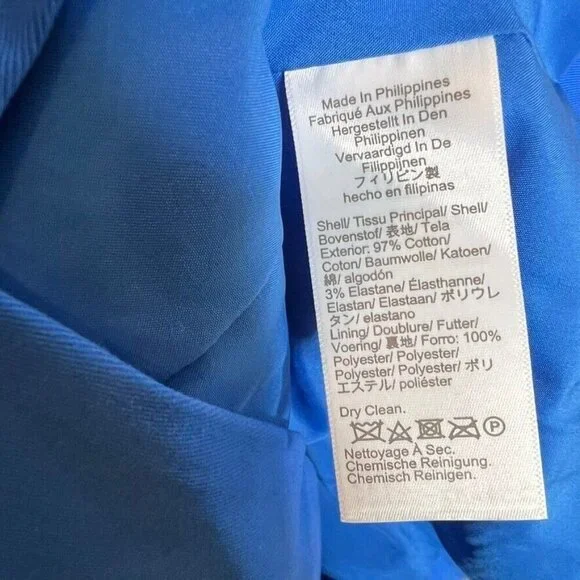 Made In Philippines
Fabriqué Aux Philippines
Hergestellt In Den
Philippinen
Vervaardigd In De
Filippijnen
フィリピン製
hecho en filipinas
Shell/ Tissu Principal/ Shell/
Bovenstof/ 表地/ Tela
Exterior: 97% Cotton/
Coton/ Baumwolle/ Katoen/
綿/ algodón
3% Elastane/ Élasthanne/
Elastan/ Elastaan/ ポリウレ
タン/ elastano
Lining/ Doublure/ Futter/
Voering/ 裏地/ Forro: 100%
Polyester/ Polyester/
Polyester/ Polyester/ ポリ
エステル/ poliéster
Dry Clean.
P
Nettoyage À Sec.
Chemische Reinigung.
Chemisch Reinigen.